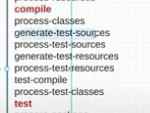 compile
process-classes
generate-test-sources
process-test-sources
generate-test-resources
process-test-resources
test-compile
process-test-classes
test